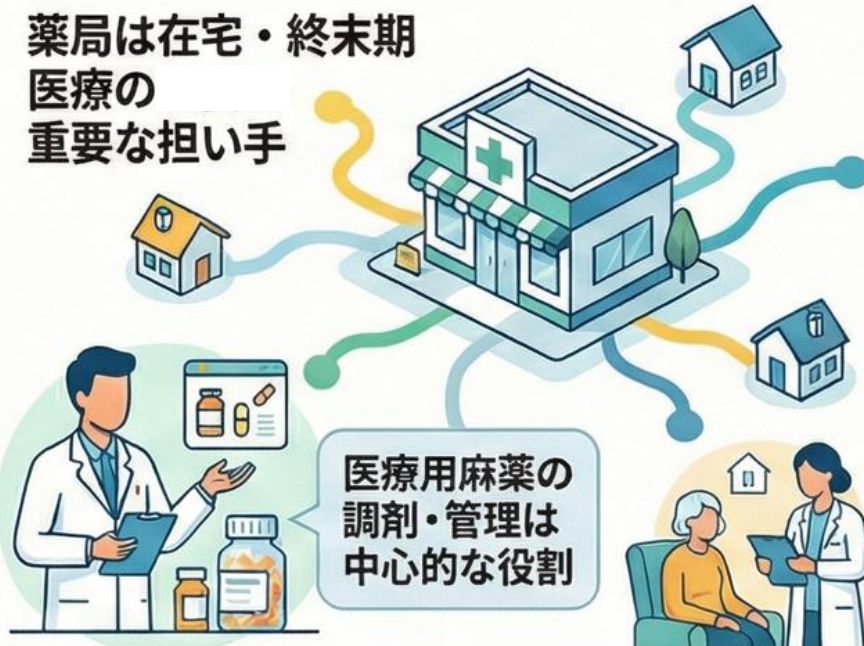 薬局は在宅・終末期
医療の
重要な担い手
医療用麻薬の
調剤・管理は
中心的な役割